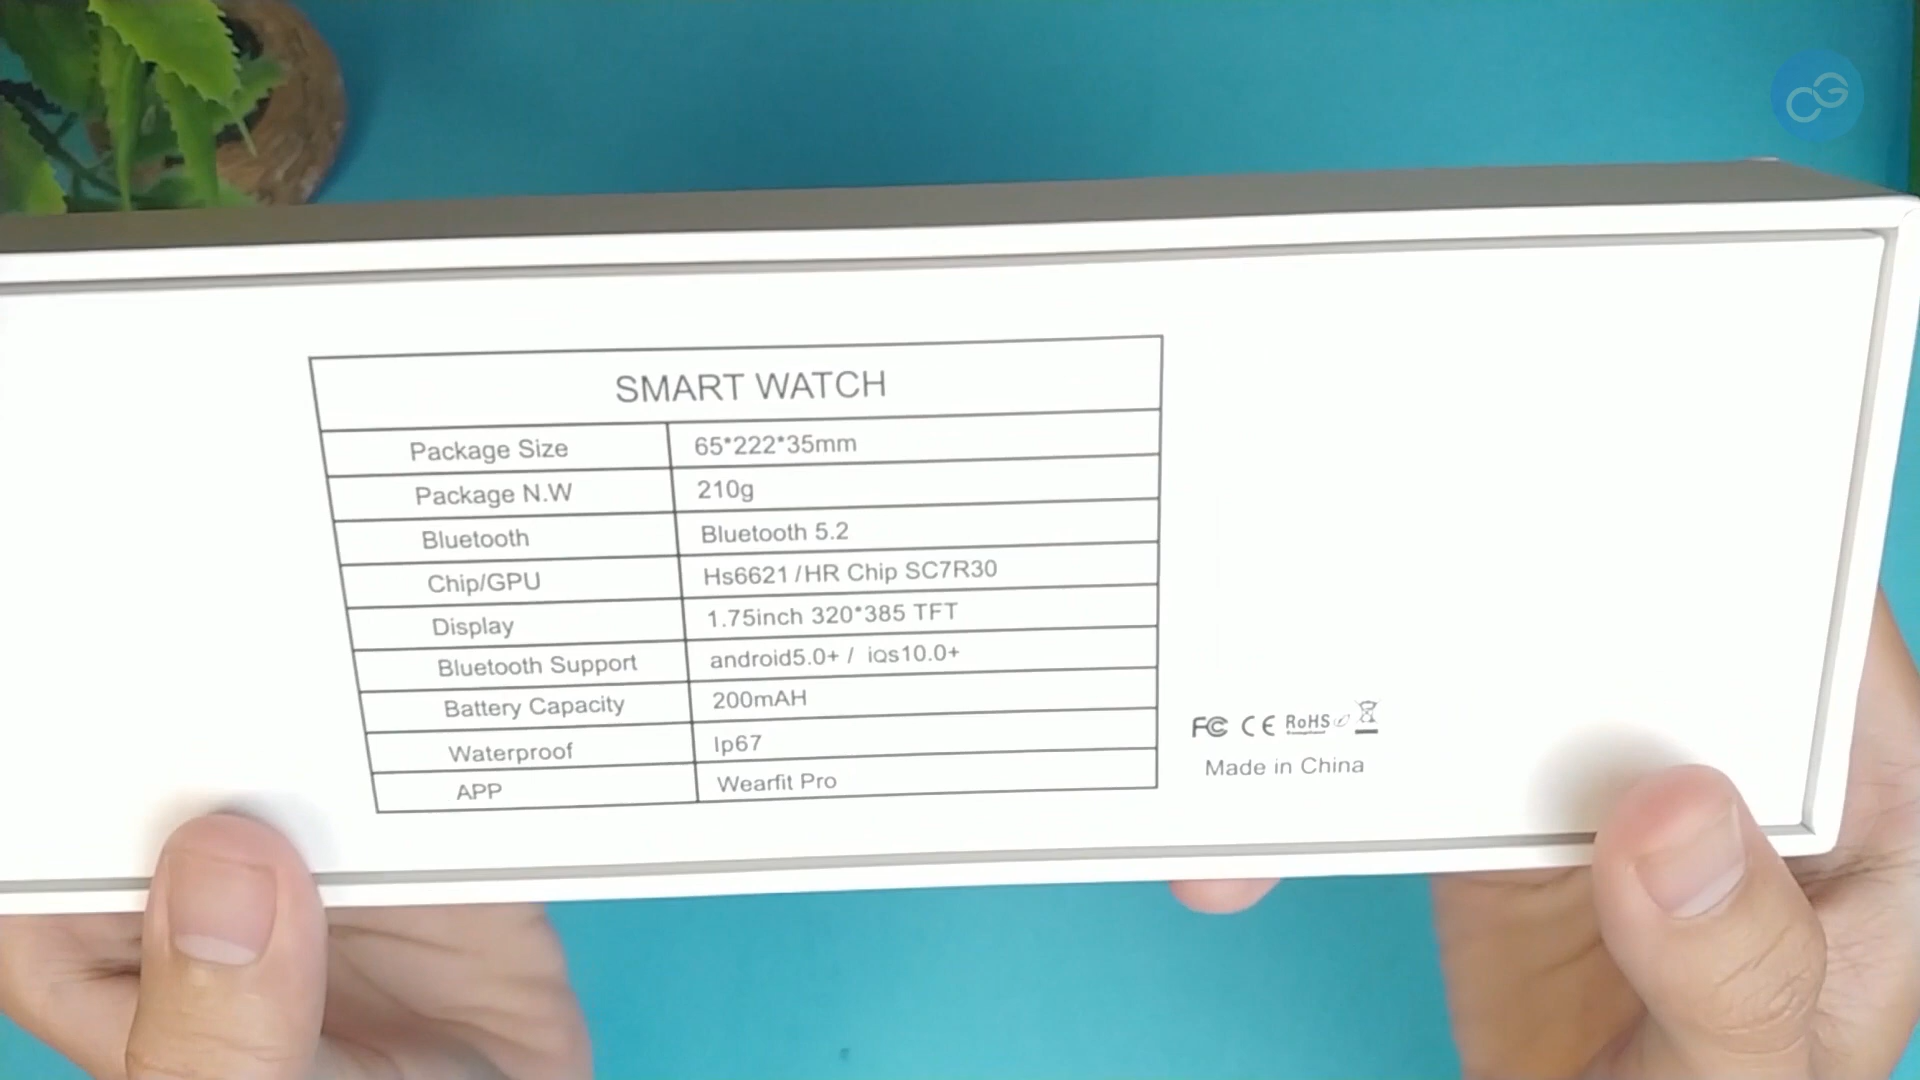 CG
SMART WATCH
Package Size 65*222*35mm
Package N.W 210g
Bluetooth Bluetooth 5.2
Chip/GPU Hs6621/HR Chip SC7R30
Display 1.75inch 320*385 TFT
Bluetooth Support android5.0+ / ios10.0+
Battery Capacity 200mAH
Waterproof Ip67
APP Wearfit Pro
FC CE RoHS
Made in China